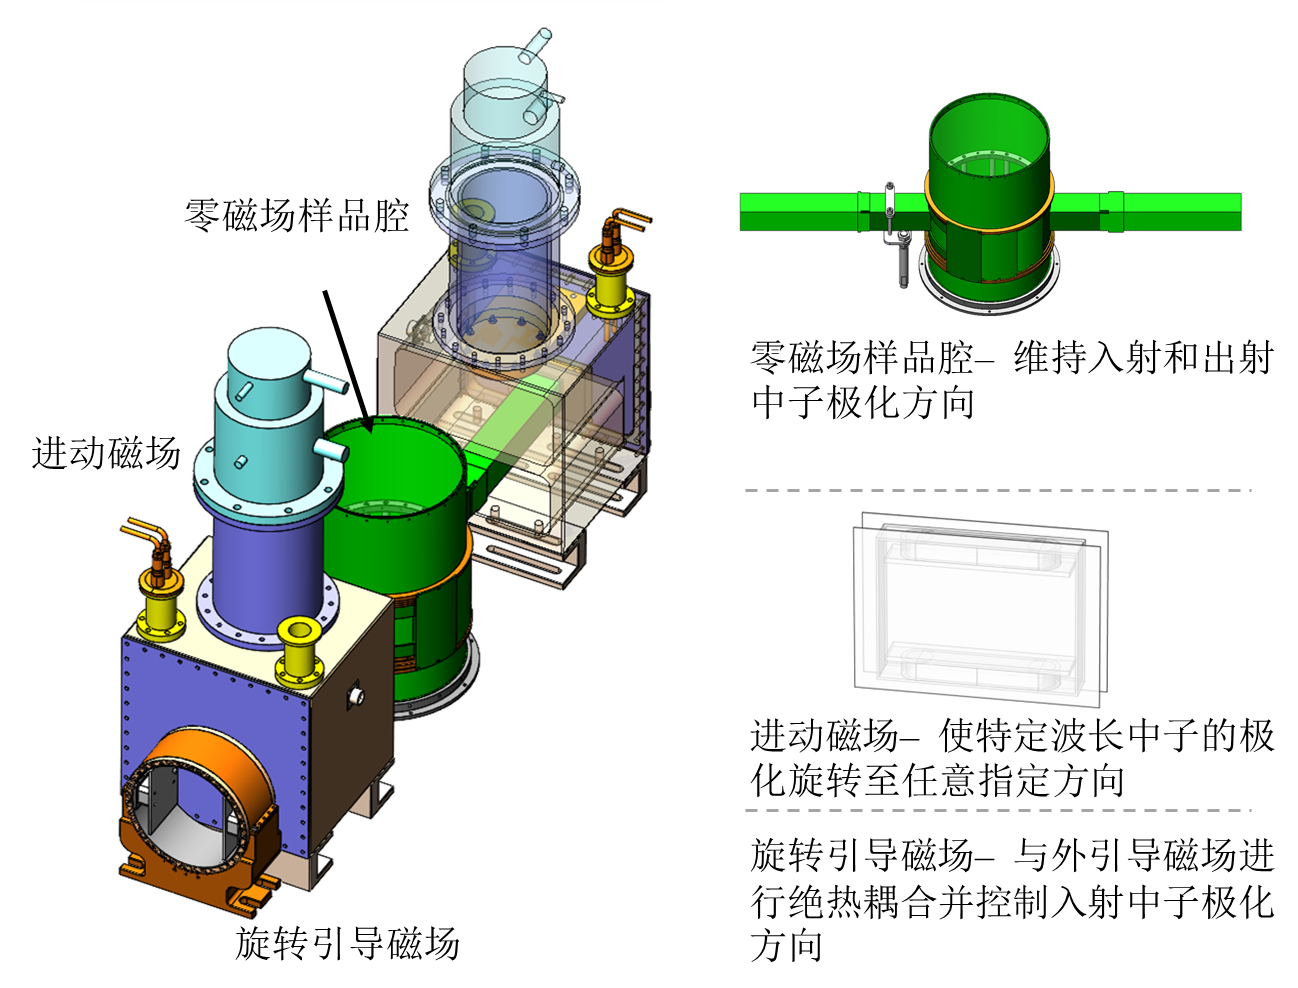 零磁场样品腔
进动磁场
旋转引导磁场
零磁场样品腔– 维持入射和出射
中子极化方向
进动磁场– 使特定波长中子的极
化旋转至任意指定方向
旋转引导磁场– 与外引导磁场进
行绝热耦合并控制入射中子极化
方向